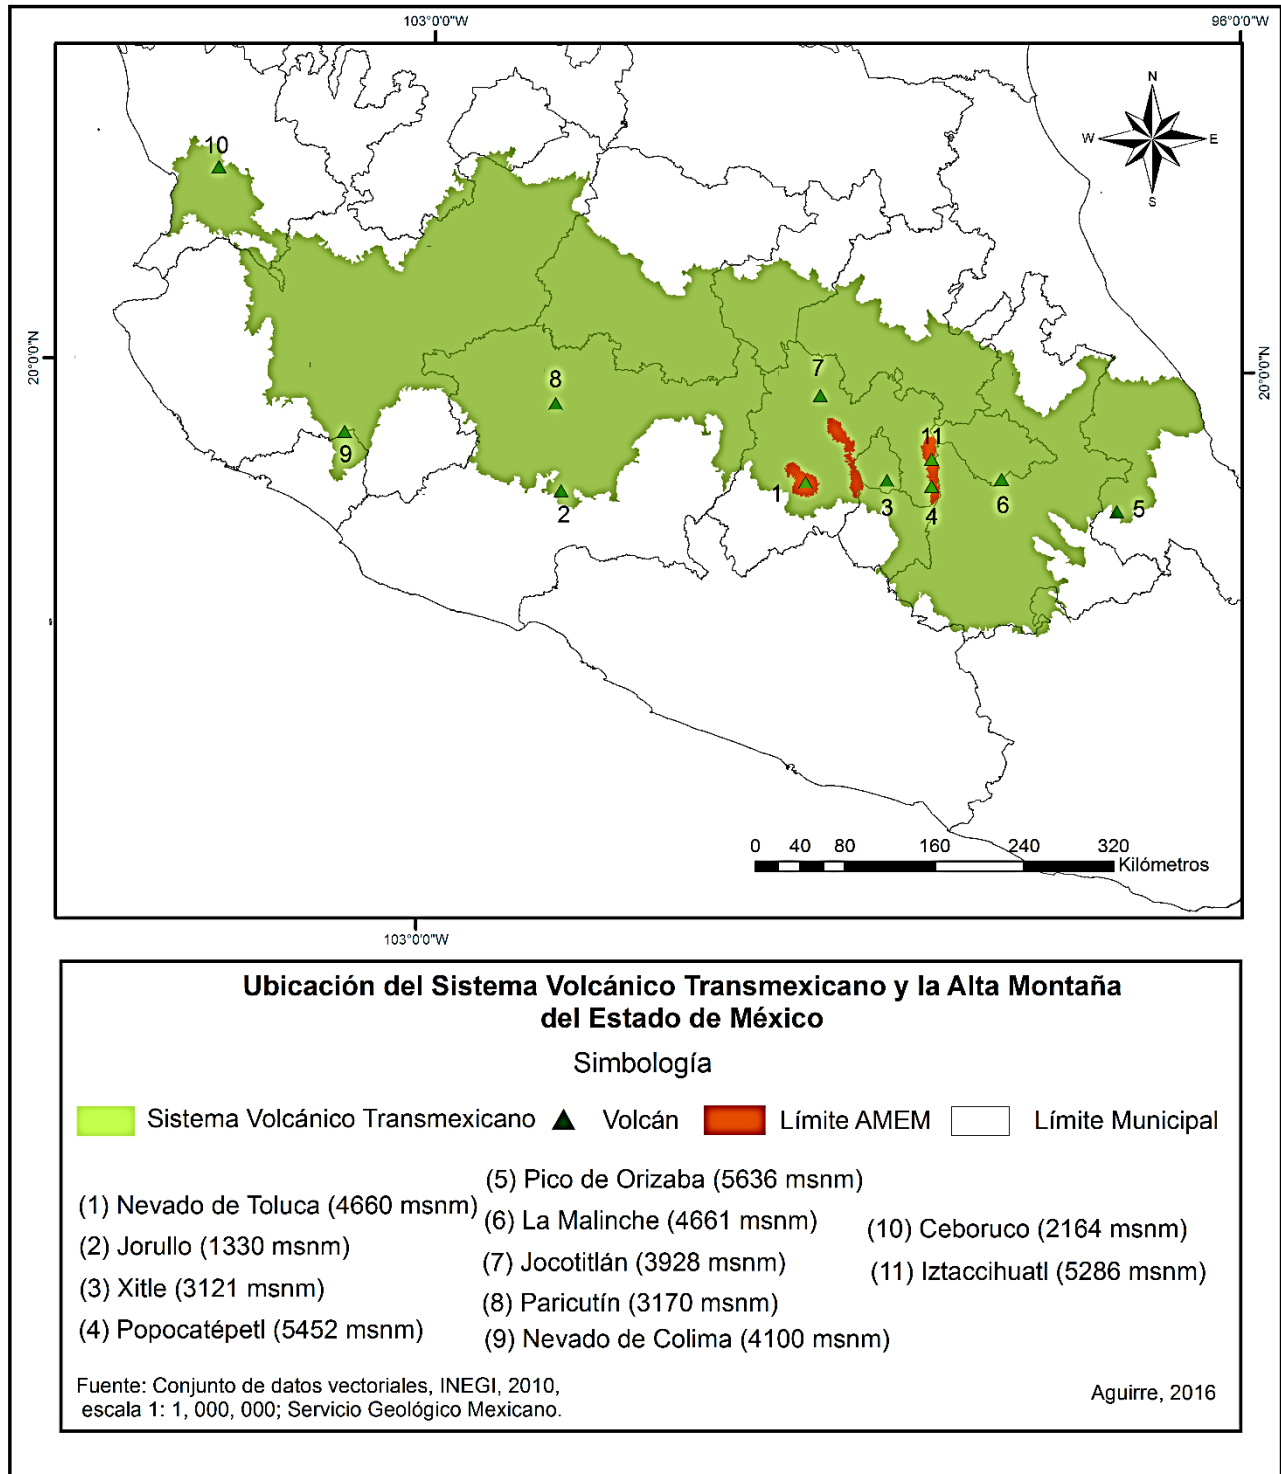 103°0'0"W
96°0'0"W
N
W
E
S
10
20°0'0"N
20°0'0"N
7
8
11
9
1
2
3
4
6
5
0 40 80 160 240 320
Kilómetros
103°0'0"W
Ubicación del Sistema Volcánico Transmexicano y la Alta Montaña
del Estado de México
Simbología
Sistema Volcánico Transmexicano
Volcán
Límite AMEM
Límite Municipal
(1) Nevado de Toluca (4660 msnm)
(2) Jorullo (1330 msnm)
(3) Xitle (3121 msnm)
(4) Popocatépetl (5452 msnm)
(5) Pico de Orizaba (5636 msnm)
(6) La Malinche (4661 msnm)
(7) Jocotitlán (3928 msnm)
(8) Paricutín (3170 msnm)
(9) Nevado de Colima (4100 msnm)
(10) Ceboruco (2164 msnm)
(11) Iztaccihuatl (5286 msnm)
Fuente: Conjunto de datos vectoriales, INEGI, 2010,
escala 1: 1, 000, 000; Servicio Geológico Mexicano.
Aguirre, 2016